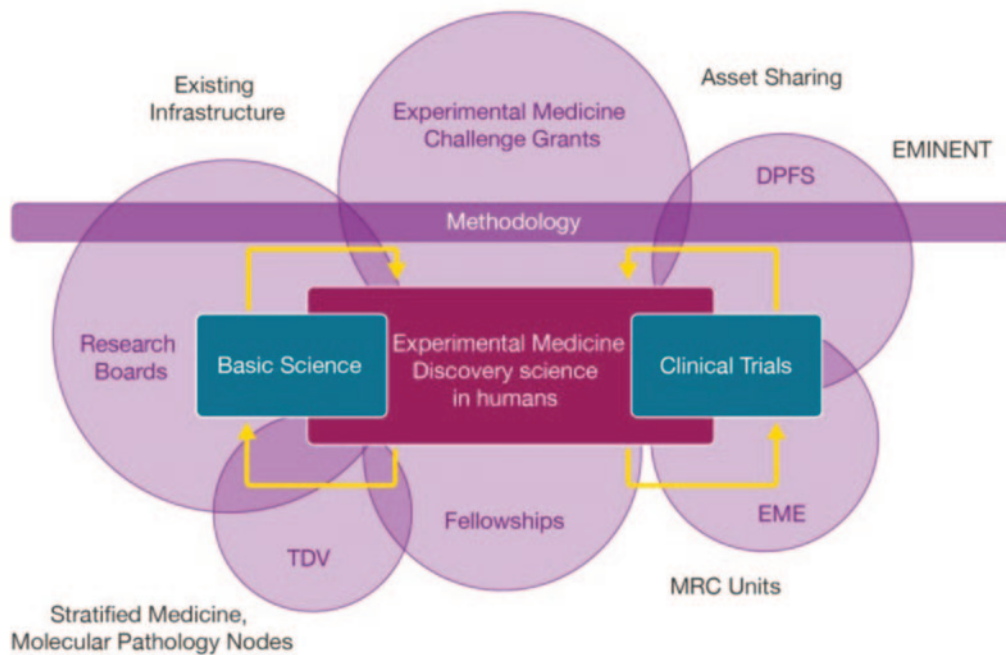 Existing
Infrastructure
Experimental Medicine
Challenge Grants
Asset Sharing
EMINENT
DPFS
Methodology
Research
Boards
Basic Science
Experimental Medicine
Discovery science
in humans
Clinical Trials
TDV
Fellowships
EME
Stratified Medicine,
Molecular Pathology Nodes
MRC Units